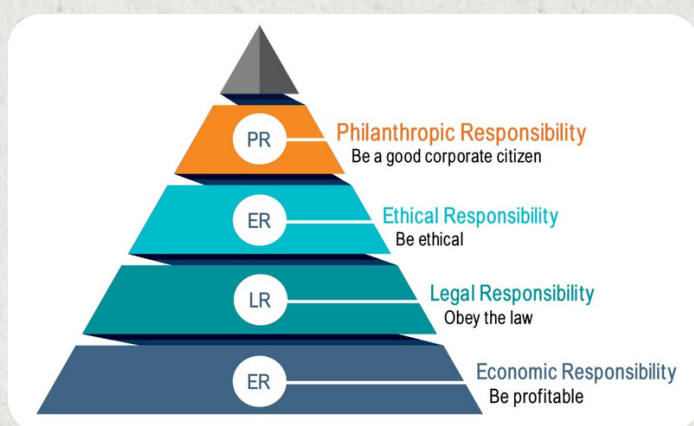 PR
Philanthropic Responsibility
Be a good corporate citizen
ER
Ethical Responsibility
Be ethical
LR
Legal Responsibility
Obey the law
ER
Economic Responsibility
Be profitable